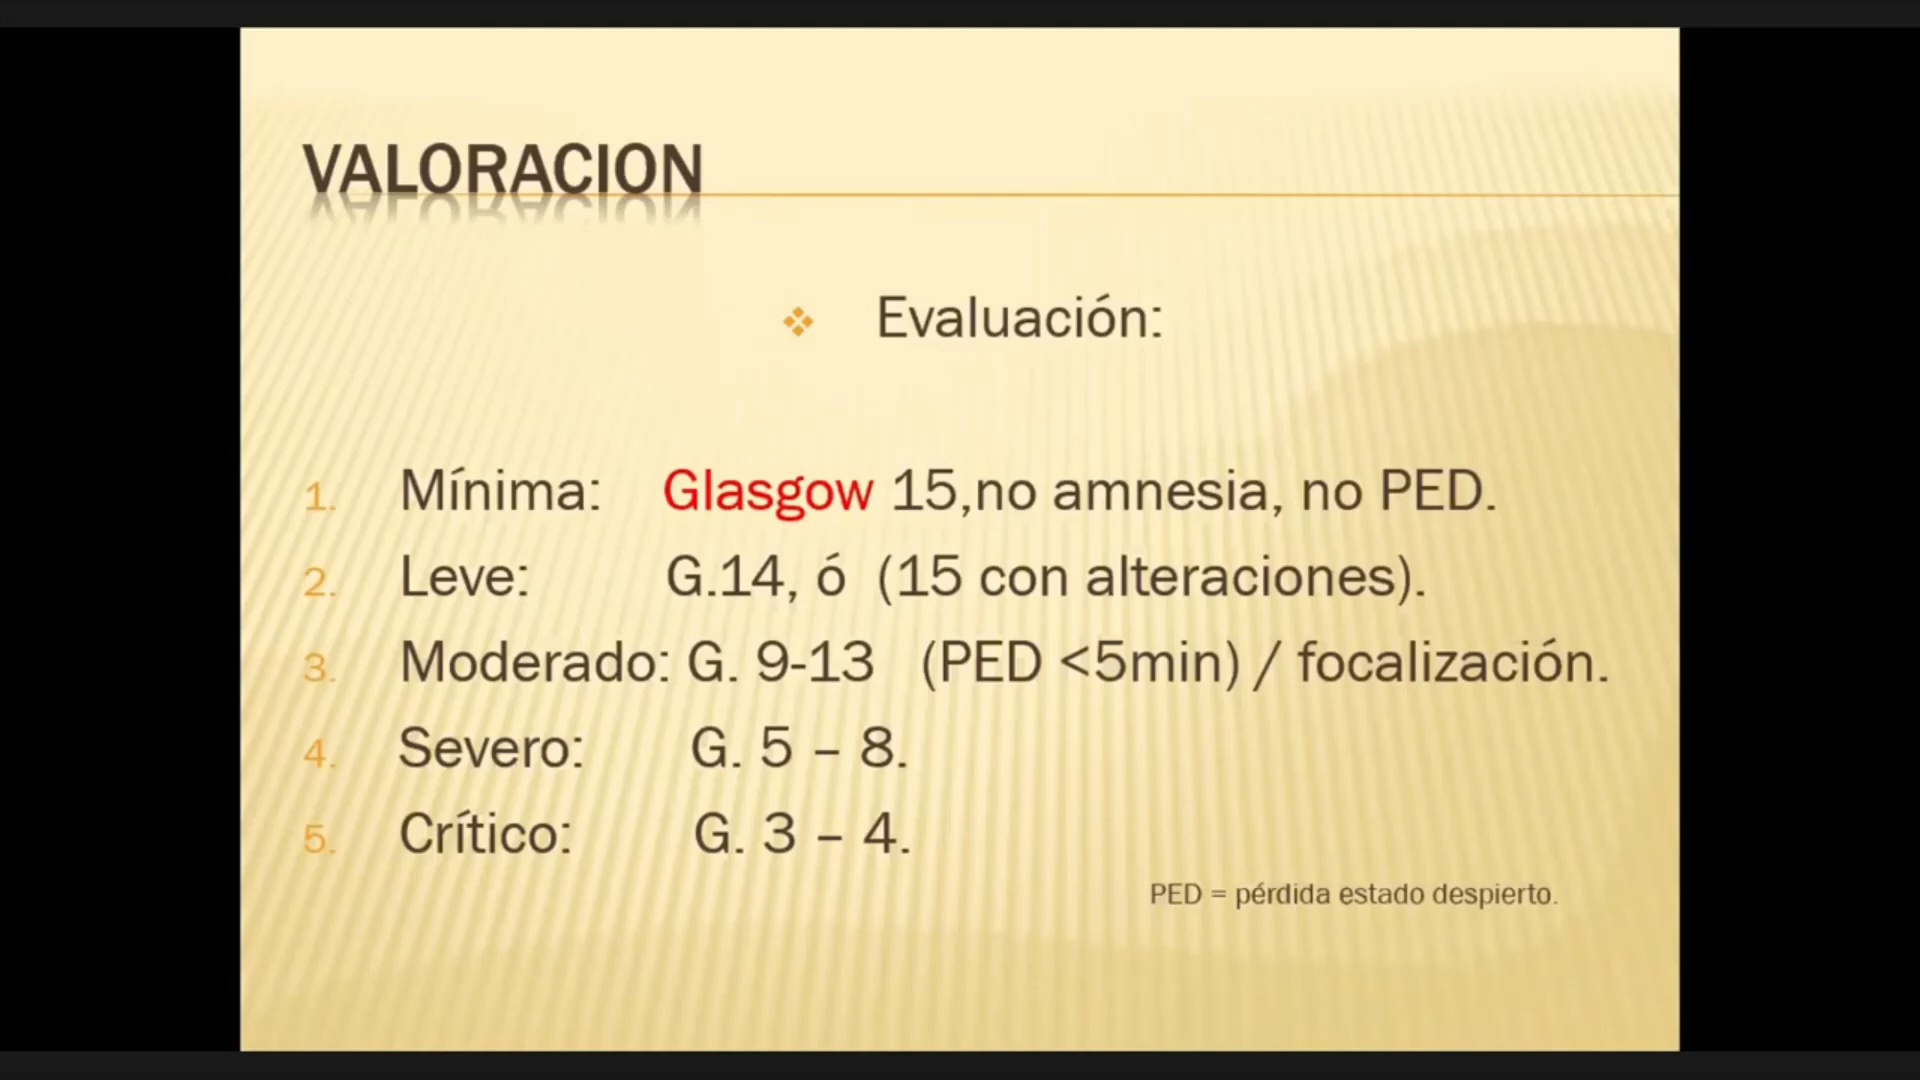 VALORACION
Evaluación:
1. Mínima: Glasgow 15,no amnesia, no PED.
2. Leve: G.14, ó (15 con alteraciones).
3. Moderado: G. 9-13 (PED <5min) / focalización.
4. Severo: G. 5 – 8.
5. Crítico: G. 3 – 4.
PED = pérdida estado despierto.